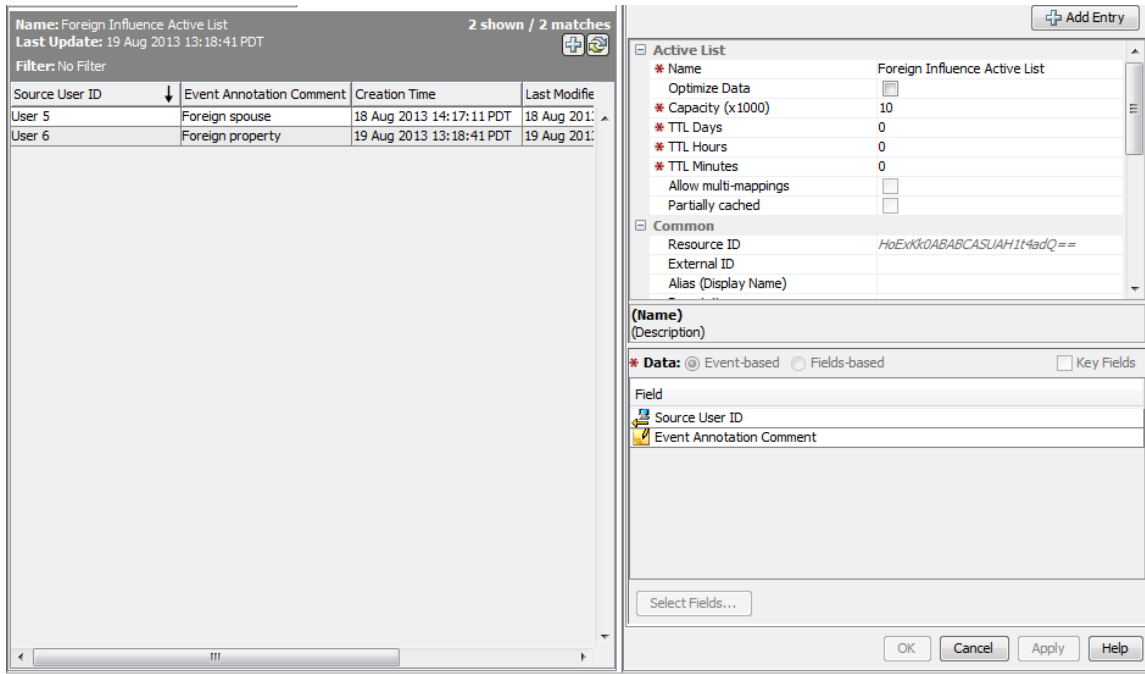 Name: Foreign Influence Active List 2 shown / 2 matches
Last Update: 19 Aug 2013 13:18:41 PDT
Filter: No Filter
Source User ID Event Annotation Comment Creation Time Last Modifie
User 5 Foreign spouse 18 Aug 2013 14:17:11 PDT 18 Aug 201
User 6 Foreign property 19 Aug 2013 13:18:41 PDT 19 Aug 201
Add Entry
Active List
* Name Foreign Influence Active List
Optimize Data
* Capacity (x1000) 10
* TTL Days 0
* TTL Hours 0
* TTL Minutes 0
Allow multi-mappings
Partially cached
Common
Resource ID HoExKk0ABABCASUAH1t4adQ==
External ID
Alias (Display Name)
(Name)
(Description)
* Data: Event-based Fields-based Key Fields
Field
Source User ID
Event Annotation Comment
Select Fields...
OK Cancel Apply Help